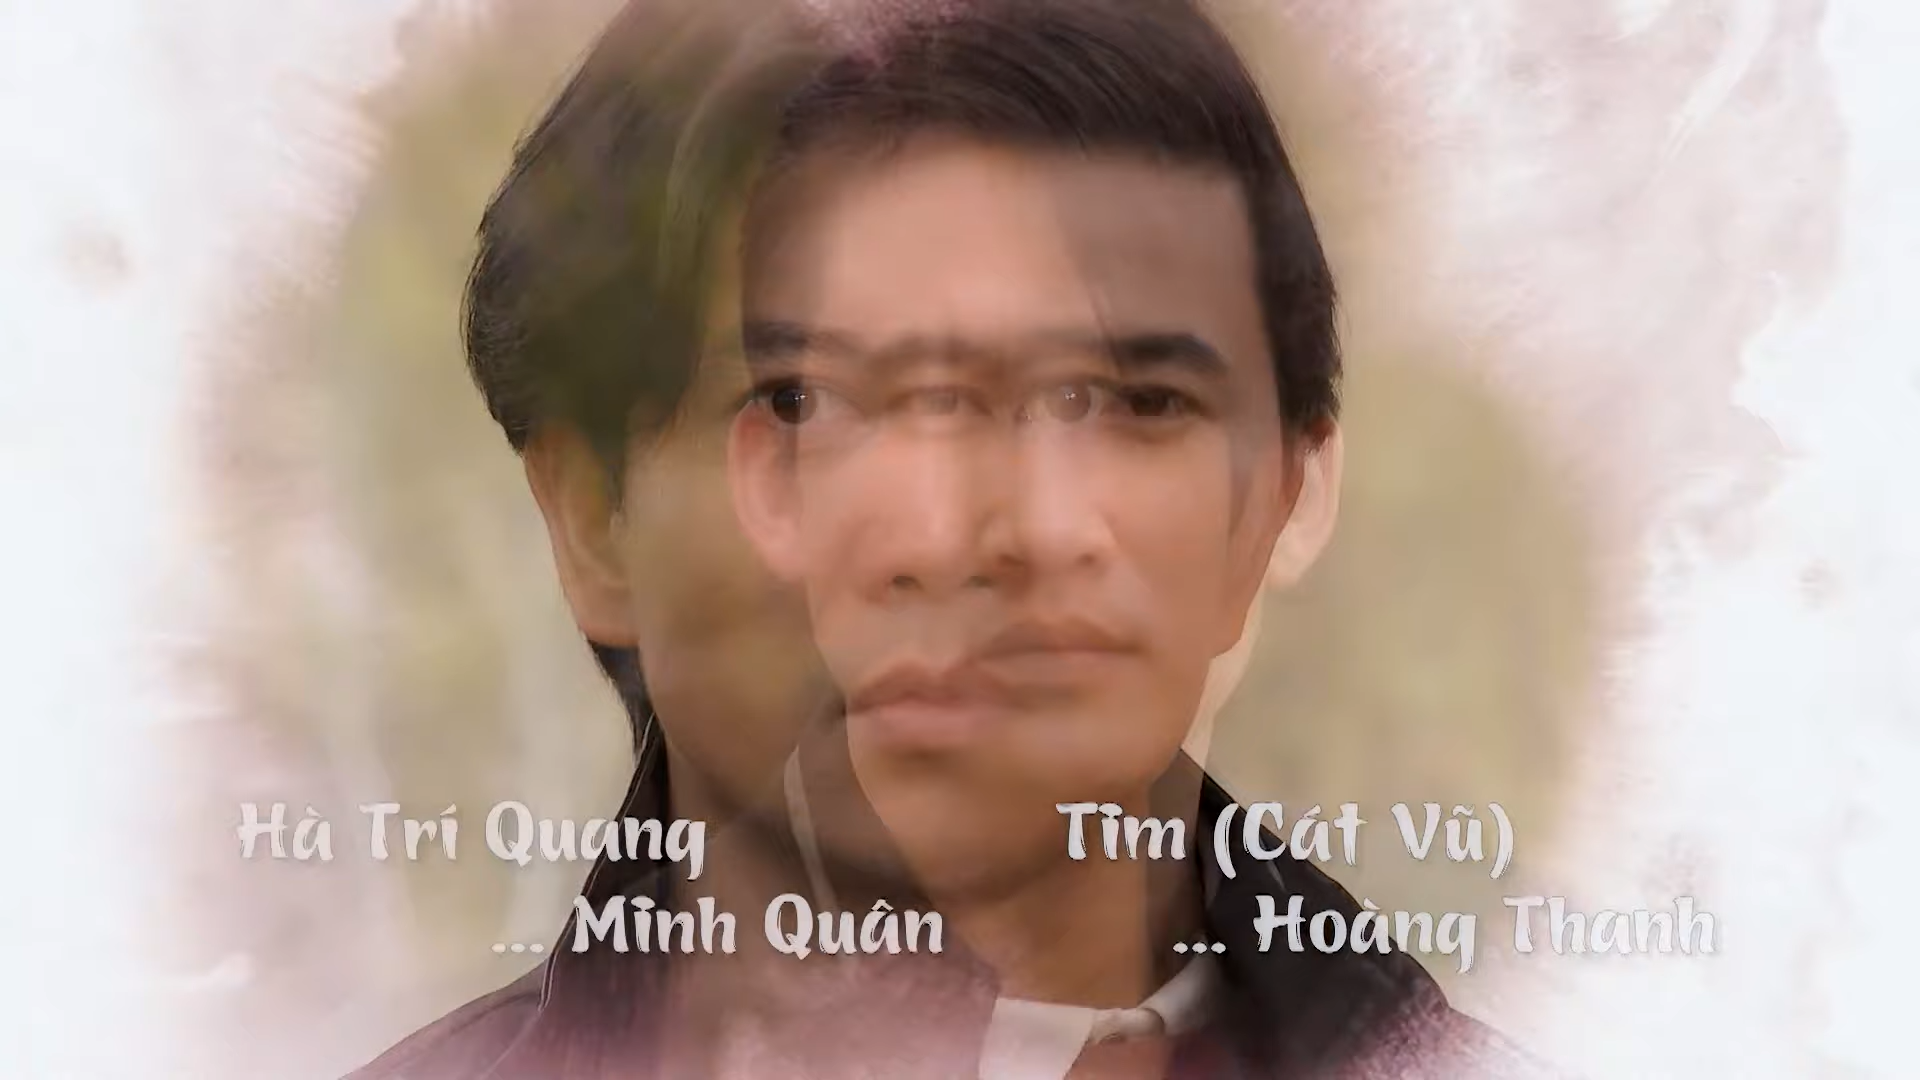 Hà Trí Quang
... Minh Quân
Tim (Cát Vũ)
... Hoàng Thanh